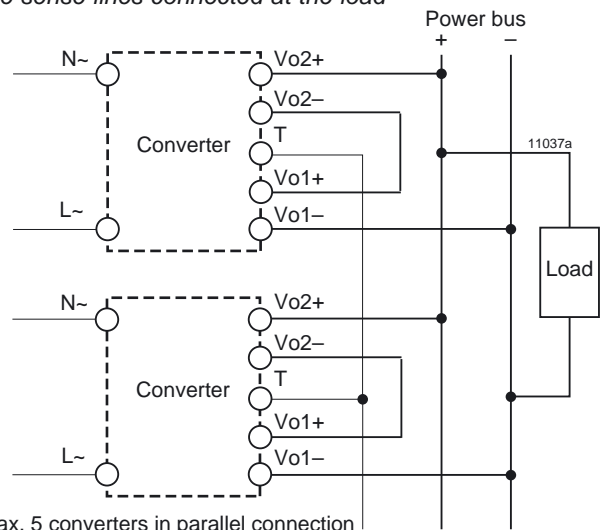 sense lines connected at the load
Power bus
+ –
N~
Vo2+
Vo2–
T
Converter
Vo1+
L~
Vo1–
11037a
Load
N~
Vo2+
Vo2–
T
Converter
Vo1+
L~
Vo1–
5 converters in parallel connection